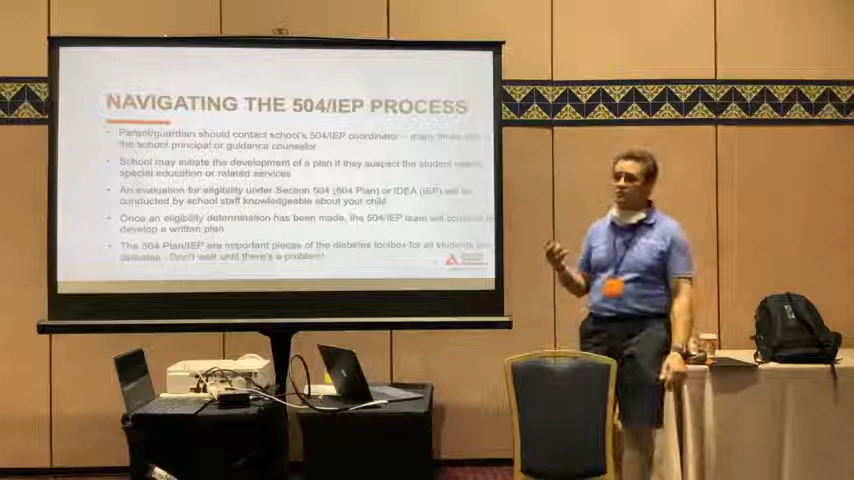 NAVIGATING THE 504/IEP PROCESS
• Parent/guardian should contact school's 504/IEP coordinator – many times this is
the school principal or guidance counselor
• School may initiate the development of a plan if they suspect the student needs
special education or related services
• An evaluation for eligibility under Section 504 (504 Plan) or IDEA (IEP) will be
conducted by school staff knowledgeable about your child
• Once an eligibility determination has been made, the 504/IEP team will
develop a written plan
• The 504 Plan/IEP are important pieces of the diabetes toolbox for all students
diabetes. Don't wait until there's a problem!